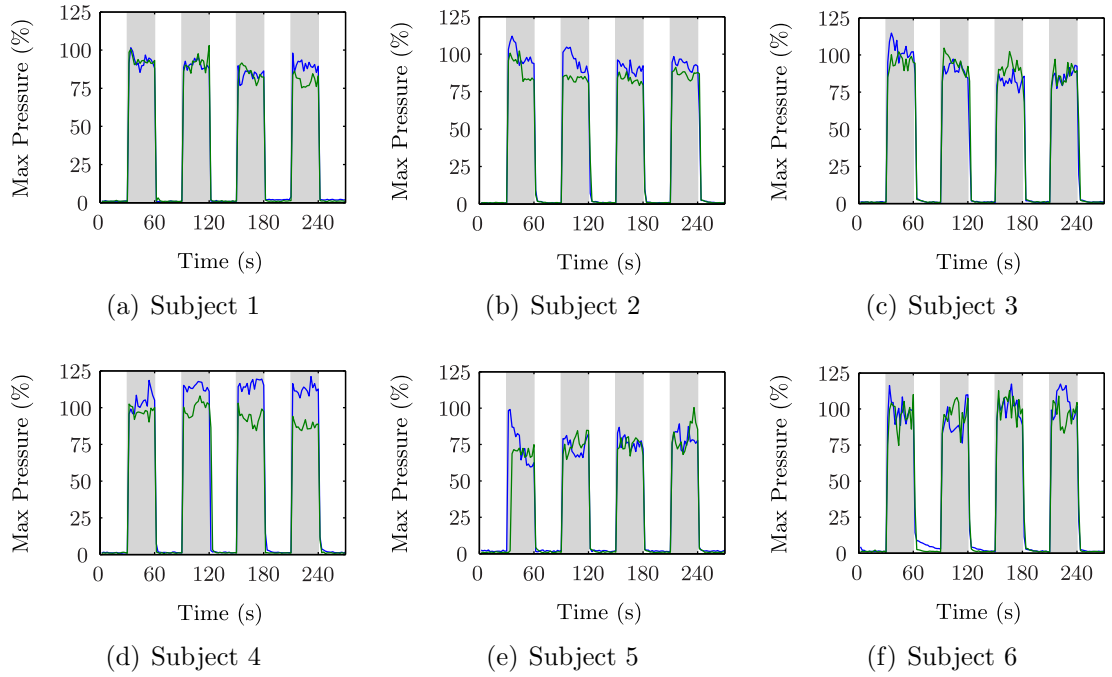 Max Pressure (%)
125
100
75
50
25
0
0 60 120 180 240
Time (s)
(a) Subject 1
Max Pressure (%)
125
100
75
50
25
0
0 60 120 180 240
Time (s)
(b) Subject 2
Max Pressure (%)
125
100
75
50
25
0
0 60 120 180 240
Time (s)
(c) Subject 3
Max Pressure (%)
125
100
75
50
25
0
0 60 120 180 240
Time (s)
(d) Subject 4
Max Pressure (%)
125
100
75
50
25
0
0 60 120 180 240
Time (s)
(e) Subject 5
Max Pressure (%)
125
100
75
50
25
0
0 60 120 180 240
Time (s)
(f) Subject 6